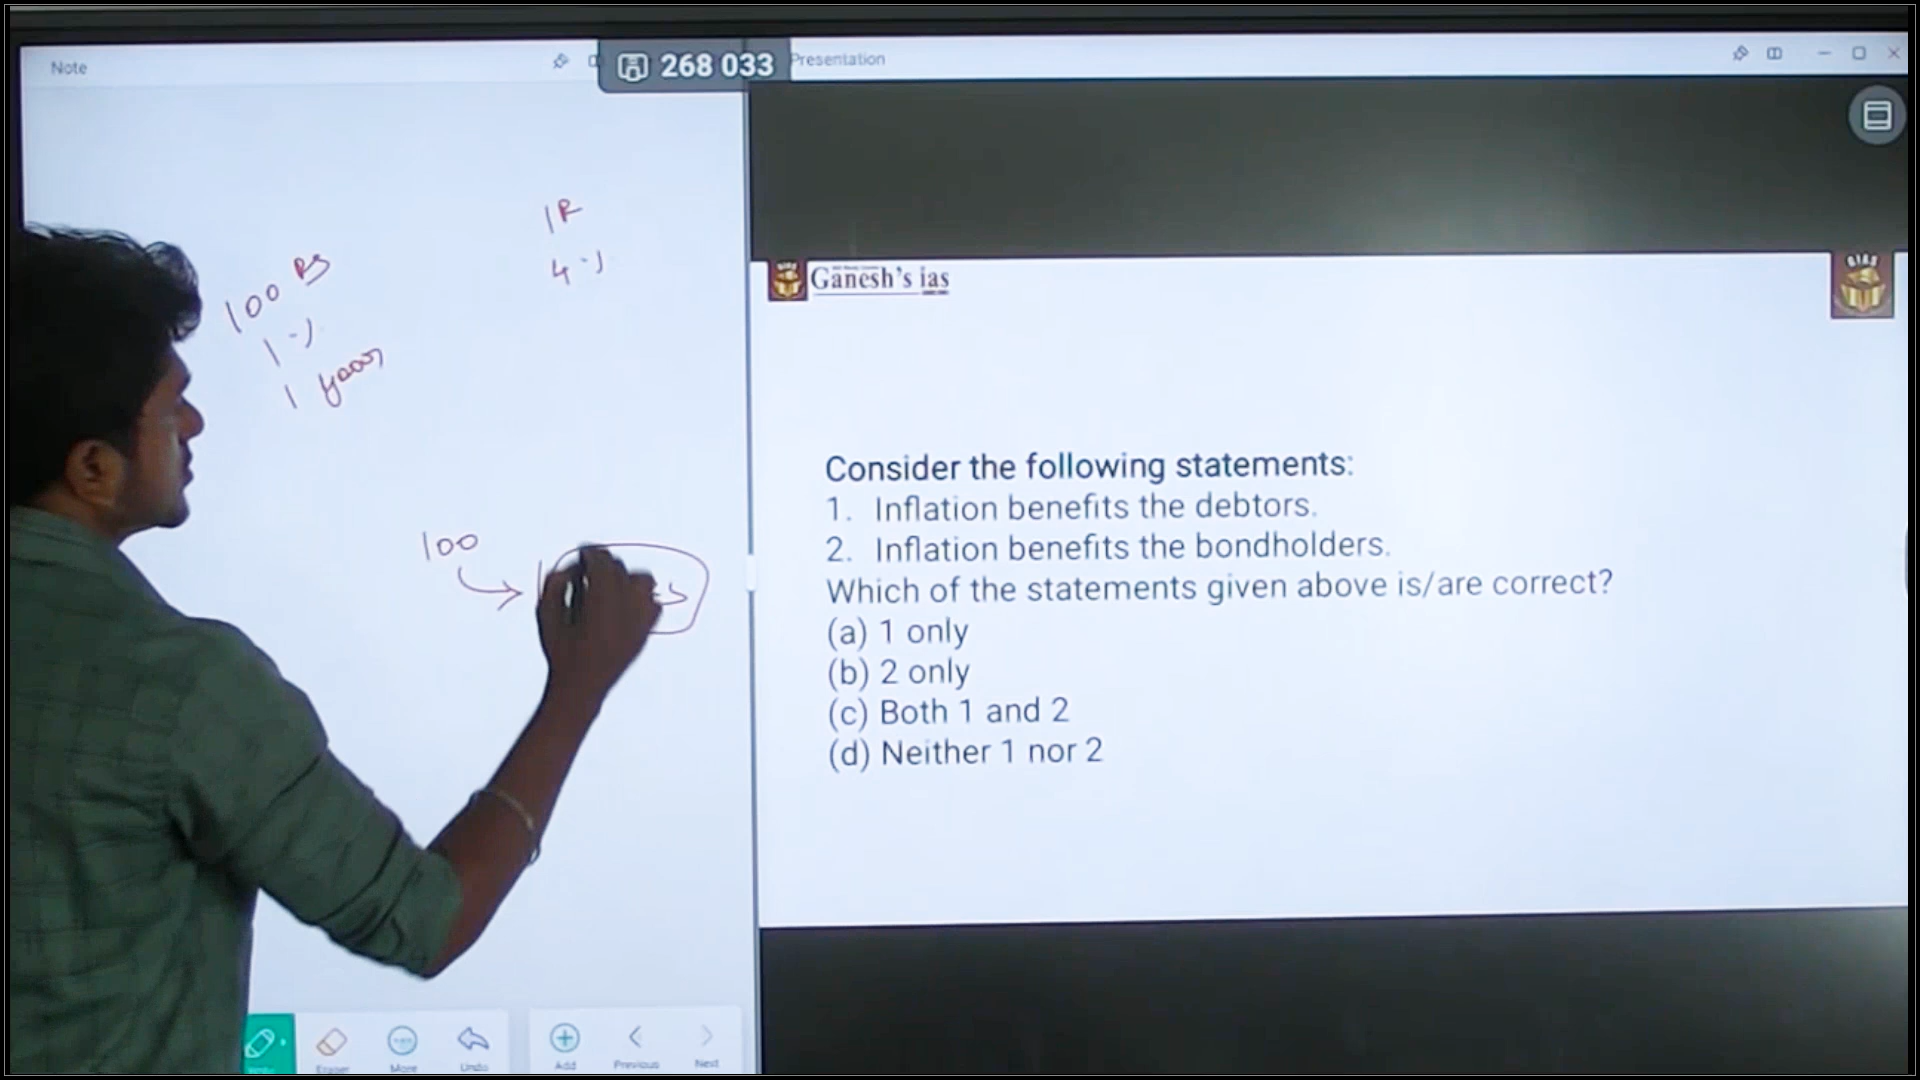 Note
268 033
Presentation
IR
4 -/.
100 Rs
1 -/.
1 year
100
Ganesh's ias
GIAS
Consider the following statements:
1. Inflation benefits the debtors.
2. Inflation benefits the bondholders.
Which of the statements given above is/are correct?
(a) 1 only
(b) 2 only
(c) Both 1 and 2
(d) Neither 1 nor 2
Eraser
More
Undo
Add
Previous
Next